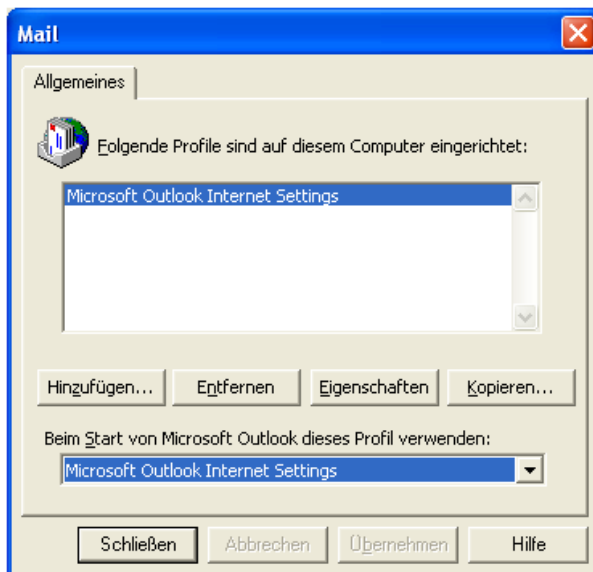 Mail
Allgemeines
Folgende Profile sind auf diesem Computer eingerichtet:
Microsoft Outlook Internet Settings
Hinzufügen... Entfernen Eigenschaften Kopieren...
Beim Start von Microsoft Outlook dieses Profil verwenden:
Microsoft Outlook Internet Settings
Schließen Abbrechen Übernehmen Hilfe